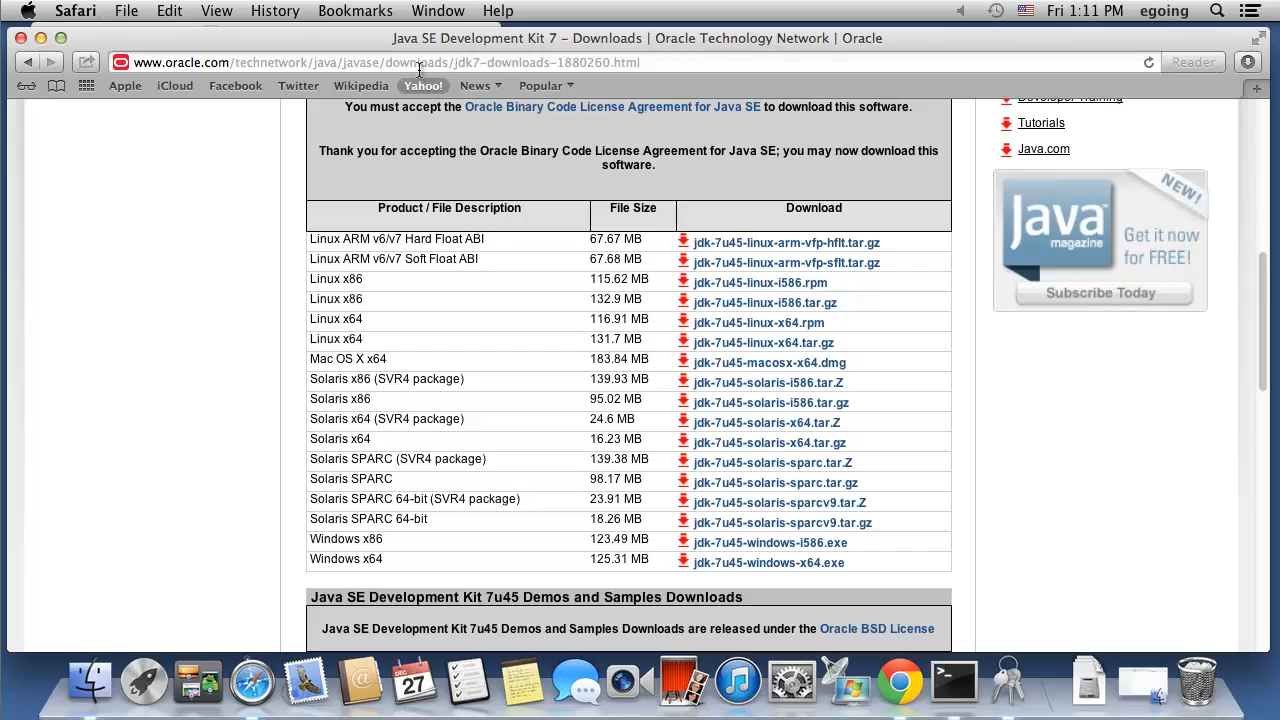 Safari File Edit View History Bookmarks Window Help Fri 1:11 PM egoing
Java SE Development Kit 7 – Downloads | Oracle Technology Network | Oracle
www.oracle.com/technetwork/java/javase/downloads/jdk7-downloads-1880260.html Reader
Apple iCloud Facebook Twitter Wikipedia Yahoo! News Popular
You must accept the Oracle Binary Code License Agreement for Java SE to download this software.
Developer Training
Thank you for accepting the Oracle Binary Code License Agreement for Java SE; you may now download this
software.
Tutorials
Java.com
Product / File Description File Size Download
Linux ARM v6/v7 Hard Float ABI 67.67 MB jdk-7u45-linux-arm-vfp-hflt.tar.gz
Linux ARM v6/v7 Soft Float ABI 67.68 MB jdk-7u45-linux-arm-vfp-sflt.tar.gz
Linux x86 115.62 MB jdk-7u45-linux-i586.rpm
Linux x86 132.9 MB jdk-7u45-linux-i586.tar.gz
Linux x64 116.91 MB jdk-7u45-linux-x64.rpm
Linux x64 131.7 MB jdk-7u45-linux-x64.tar.gz
Mac OS X x64 183.84 MB jdk-7u45-macosx-x64.dmg
Solaris x86 (SVR4 package) 139.93 MB jdk-7u45-solaris-i586.tar.Z
Solaris x86 95.02 MB jdk-7u45-solaris-i586.tar.gz
Solaris x64 (SVR4 package) 24.6 MB jdk-7u45-solaris-x64.tar.Z
Solaris x64 16.23 MB jdk-7u45-solaris-x64.tar.gz
Solaris SPARC (SVR4 package) 139.38 MB jdk-7u45-solaris-sparc.tar.Z
Solaris SPARC 98.17 MB jdk-7u45-solaris-sparc.tar.gz
Solaris SPARC 64-bit (SVR4 package) 23.91 MB jdk-7u45-solaris-sparcv9.tar.Z
Solaris SPARC 64-bit 18.26 MB jdk-7u45-solaris-sparcv9.tar.gz
Windows x86 123.49 MB jdk-7u45-windows-i586.exe
Windows x64 125.31 MB jdk-7u45-windows-x64.exe
NEW!
Java
magazine
Get it now
for FREE!
Subscribe Today
Java SE Development Kit 7u45 Demos and Samples Downloads
Java SE Development Kit 7u45 Demos and Samples Downloads are released under the Oracle BSD License
DEC
27